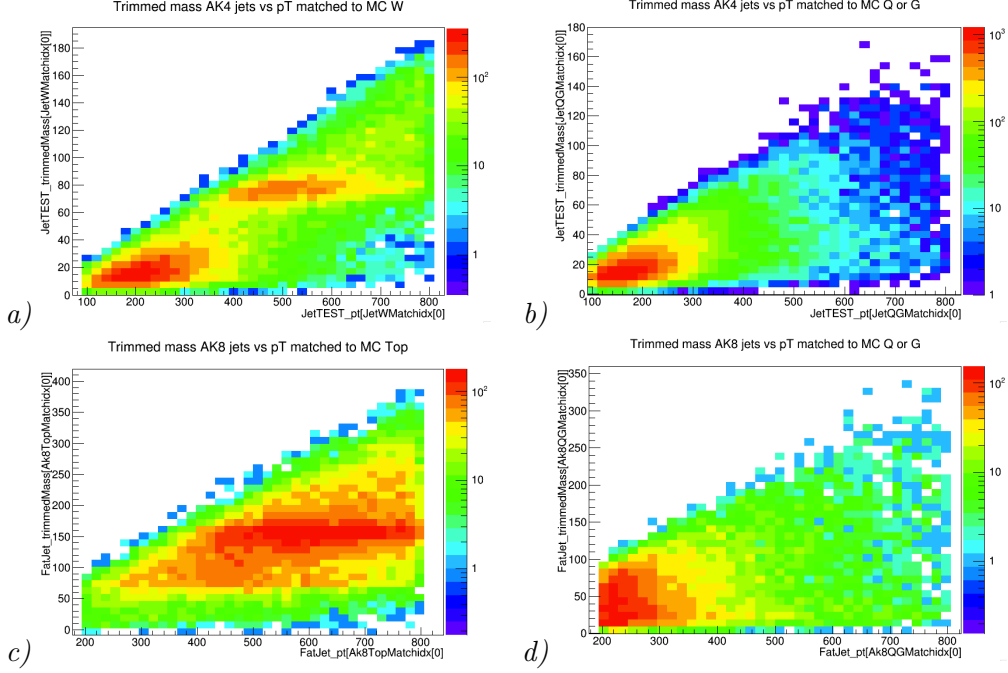 Trimmed mass AK4 jets vs pT matched to MC W
JetTEST_trimmedMass[JetWMatchidx[0]]
180
160
140
120
100
80
60
40
20
0
100 200 300 400 500 600 700 800
JetTEST_pt[JetWMatchidx[0]
10²
10
1
a)
Trimmed mass AK4 jets vs pT matched to MC Q or G
JetTEST_trimmedMass[JetQGMatchidx[0]]
180
160
140
120
100
80
60
40
20
0
100 200 300 400 500 600 700 800
JetTEST_pt[JetQGMatchidx[0]
10³
10²
10
1
b)
Trimmed mass AK8 jets vs pT matched to MC Top
FatJet_trimmedMass[Ak8TopMatchidx[0]]
400
350
300
250
200
150
100
50
0
200 300 400 500 600 700 800
FatJet_pt[Ak8TopMatchidx[0]
10²
10
1
c)
Trimmed mass AK8 jets vs pT matched to MC Q or G
FatJet_trimmedMass[Ak8QGMatchidx[0]]
350
300
250
200
150
100
50
0
200 300 400 500 600 700 800
FatJet_pt[Ak8QGMatchidx[0]
10²
10
1
d)